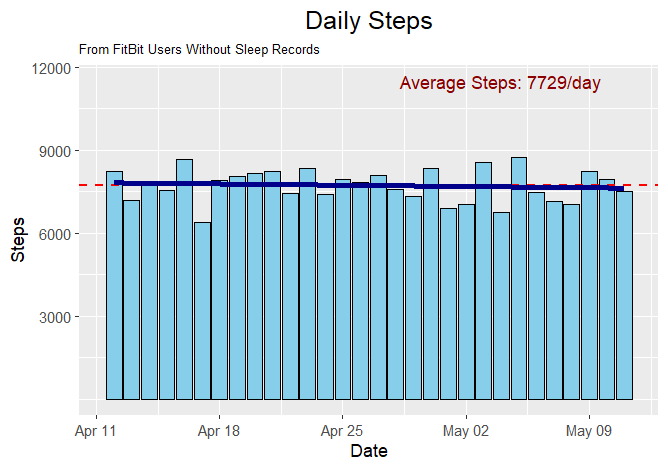 Daily Steps
From FitBit Users Without Sleep Records
Average Steps: 7729/day
12000
9000
6000
3000
Steps
Apr 11
Apr 18
Apr 25
May 02
May 09
Date